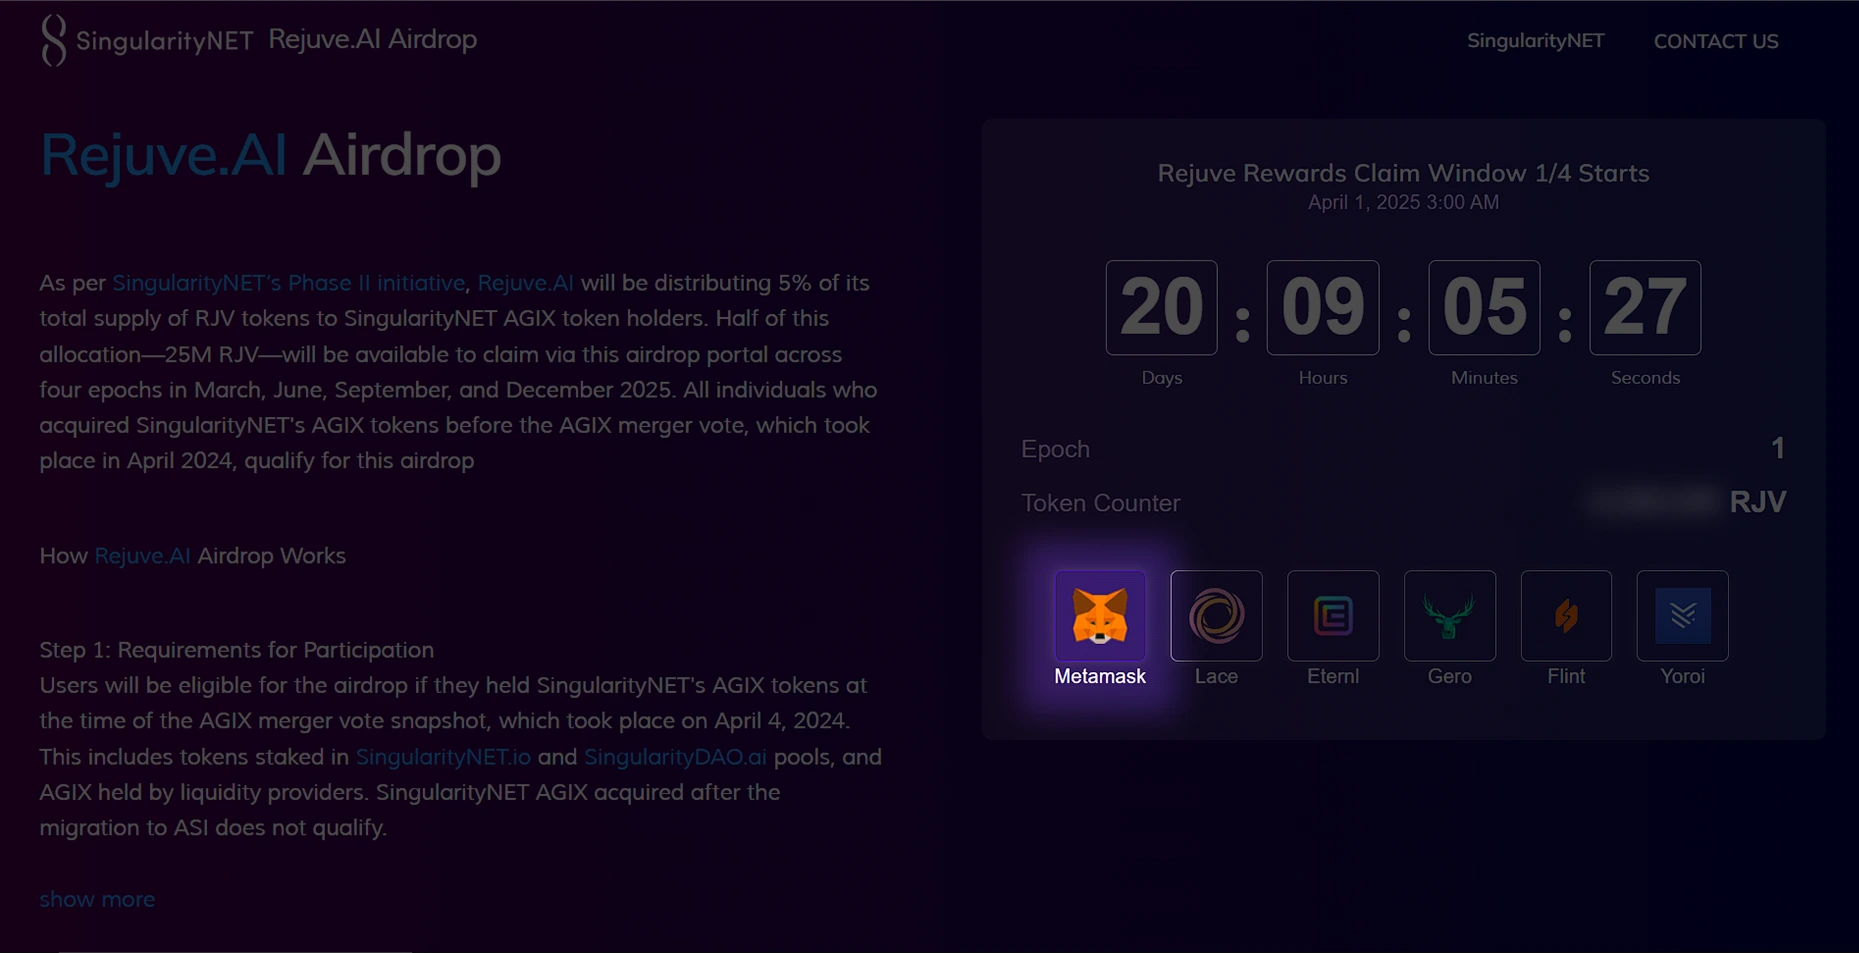 SingularityNET Rejuve.AI Airdrop
SingularityNET
CONTACT US
Rejuve.AI Airdrop
As per SingularityNET's Phase II initiative, Rejuve.AI will be distributing 5% of its
total supply of RJV tokens to SingularityNET AGIX token holders. Half of this
allocation—25M RJV—will be available to claim via this airdrop portal across
four epochs in March, June, September, and December 2025. All individuals who
acquired SingularityNET's AGIX tokens before the AGIX merger vote, which took
place in April 2024, qualify for this airdrop
How Rejuve.AI Airdrop Works
Step 1: Requirements for Participation
Users will be eligible for the airdrop if they held SingularityNET's AGIX tokens at
the time of the AGIX merger vote snapshot, which took place on April 4, 2024.
This includes tokens staked in SingularityNET.io and SingularityDAO.ai pools, and
AGIX held by liquidity providers. SingularityNET AGIX acquired after the
migration to ASI does not qualify.
show more
Rejuve Rewards Claim Window 1/4 Starts
April 1, 2025 3:00 AM
20 : 09 : 05 : 27
Days Hours Minutes Seconds
Epoch 1
Token Counter RJV
Metamask Lace Eternl Gero Flint Yoroi